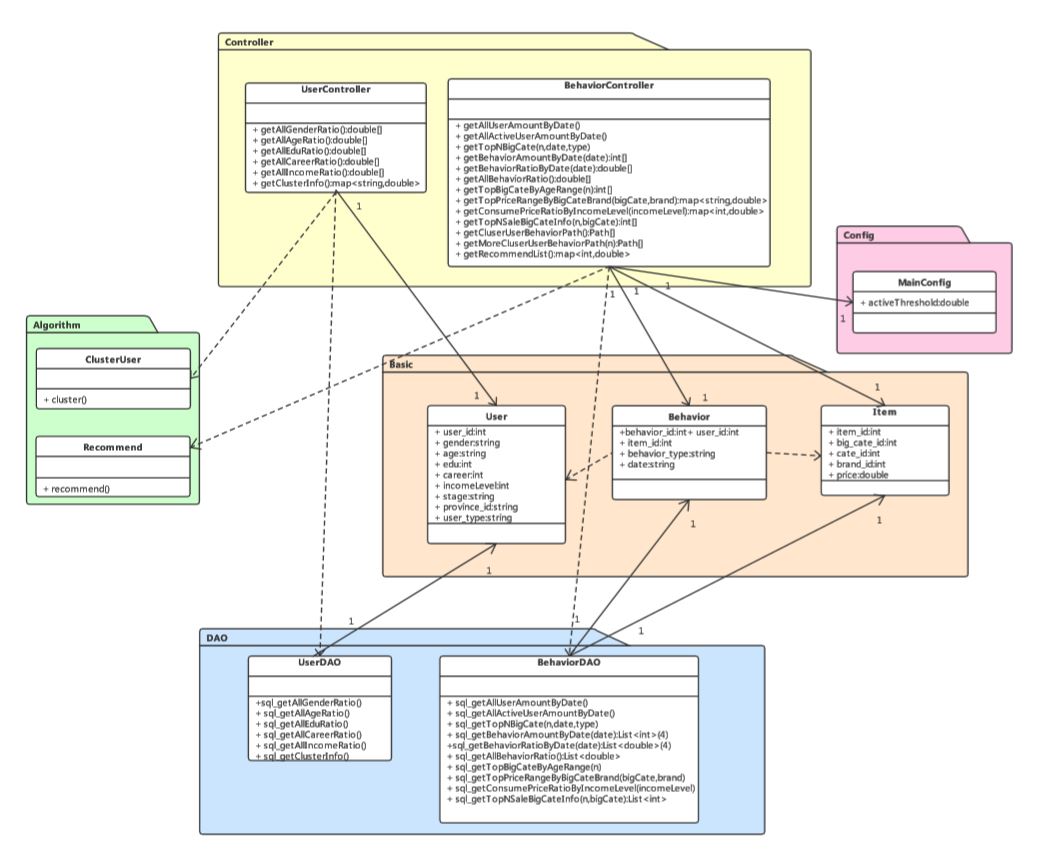 Controller
UserController
+ getAllGenderRatio():double[]
+ getAllAgeRatio():double[]
+ getAllEduRatio():double[]
+ getAllCareerRatio():double[]
+ getAllIncomeRatio():double[]
+ getClusterInfo():map<string,double>
1
BehaviorController
+ getAllUserAmountByDate()
+ getAllActiveUserAmountByDate()
+ getTopNBigCate(n,date,type)
+ getBehaviorAmountByDate(date):int[]
+ getBehaviorRatioByDate(date):double[]
+ getAllBehaviorRatio():double[]
+ getTopBigCateByAgeRange(n):int[]
+ getTopPriceRangeByBigCateBrand(bigCate,brand):map<string,double>
+ getConsumePriceRatioByIncomeLevel(incomeLevel):map<int,double>
+ getTopNSaleBigCateInfo(n,bigCate):int[]
+ getCluserUserBehaviorPath():Path[]
+ getMoreCluserUserBehaviorPath(n):Path[]
+ getRecommendList():map<int,double>
1
1
1
Config
MainConfig
+ activeThreshold:double
1
Algorithm
ClusterUser
+ cluster()
Recommend
+ recommend()
Basic
1
User
+ user_id:int
+ gender:string
+ age:string
+ edu:int
+ career:int
+ incomeLevel:int
+ stage:string
+ province_id:string
+ user_type:string
1
1
Behavior
+behavior_id:int+ user_id:int
+ item_id:int
+ behavior_type:string
+ date:string
1
1
Item
+ item_id:int
+ big_cate_id:int
+ cate_id:int
+ brand_id:int
+ price:double
1
DAO
1
UserDAO
+sql_getAllGenderRatio()
+ sql_getAllAgeRatio()
+ sql_getAllEduRatio()
+ sql_getAllCareerRatio()
+ sql_getAllIncomeRatio()
+ sql_getClusterInfo()
1
1
BehaviorDAO
+ sql_getAllUserAmountByDate()
+ sql_getAllActiveUserAmountByDate()
+ sql_getTopNBigCate(n,date,type)
+ sql_getBehaviorAmountByDate(date):List<int>(4)
+sql_getBehaviorRatioByDate(date):List<double>(4)
+ sql_getAllBehaviorRatio():List<double>
+ sql_getTopBigCateByAgeRange(n)
+ sql_getTopPriceRangeByBigCateBrand(bigCate,brand)
+ sql_getConsumePriceRatioByIncomeLevel(incomeLevel)
+ sql_getTopNSaleBigCateInfo(n,bigCate):List<int>